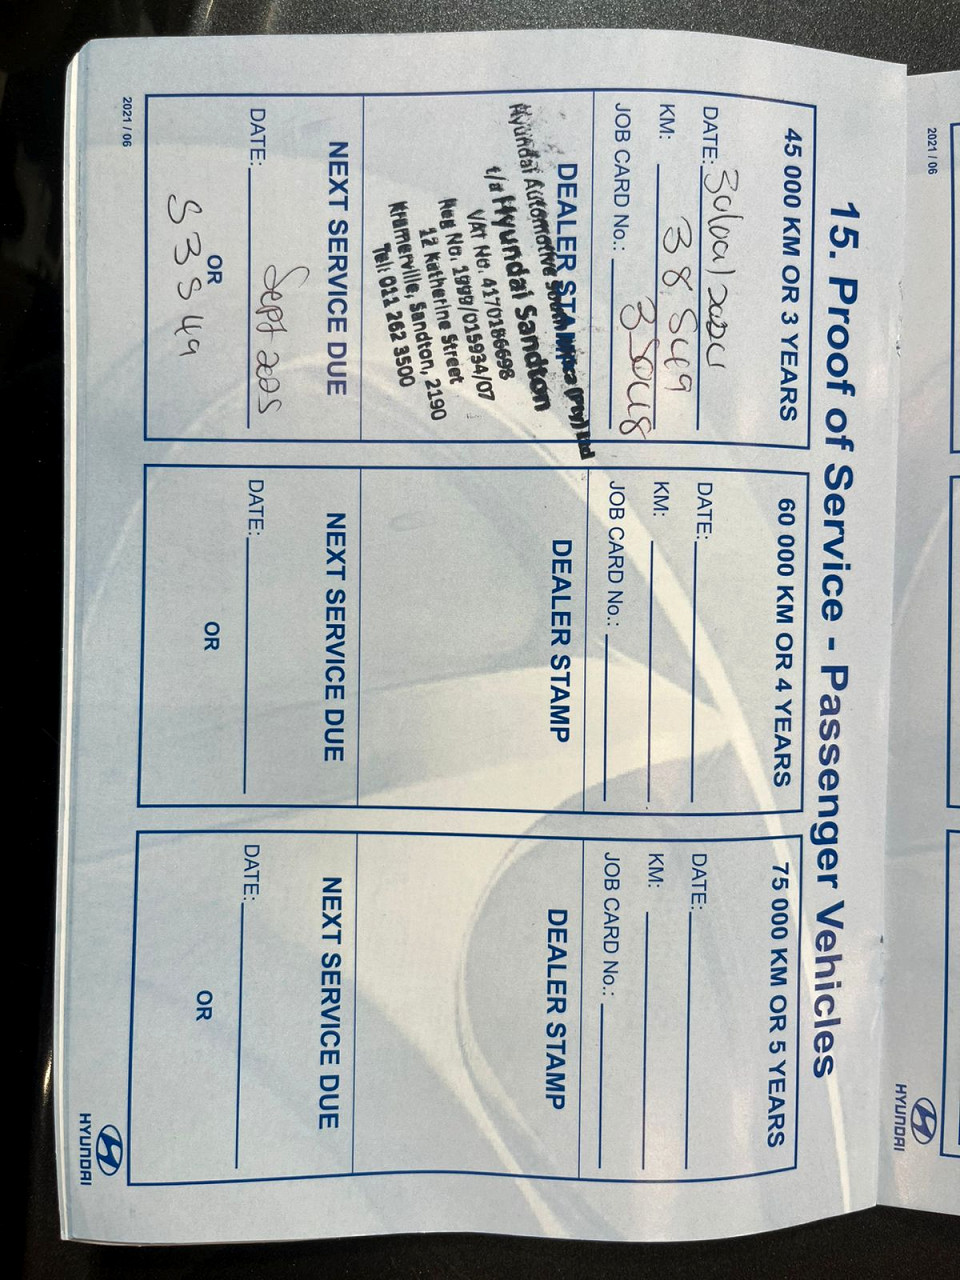 15. Proof of Service - Passenger Vehicles
45 000 KM OR 3 YEARS
DATE:
KM: 38 549
JOB CARD No.:
DEALER STAMP
Hyundai Automotive South Africa (Pty) Ltd
t/a Hyundai Sandton
VAT No. 4170186698
Reg No. 1999/015934/07
12 Katherine Street
Kramerville, Sandton, 2190
Tel: 011 262 3500
NEXT SERVICE DUE
DATE: Sept 2025
OR
53549
2021 / 06
60 000 KM OR 4 YEARS
DATE:
KM:
JOB CARD No.:
DEALER STAMP
NEXT SERVICE DUE
DATE:
OR
75 000 KM OR 5 YEARS
DATE:
KM:
JOB CARD No.:
DEALER STAMP
NEXT SERVICE DUE
DATE:
OR
HYUNDAI
2021 / 06
HYUNDAI